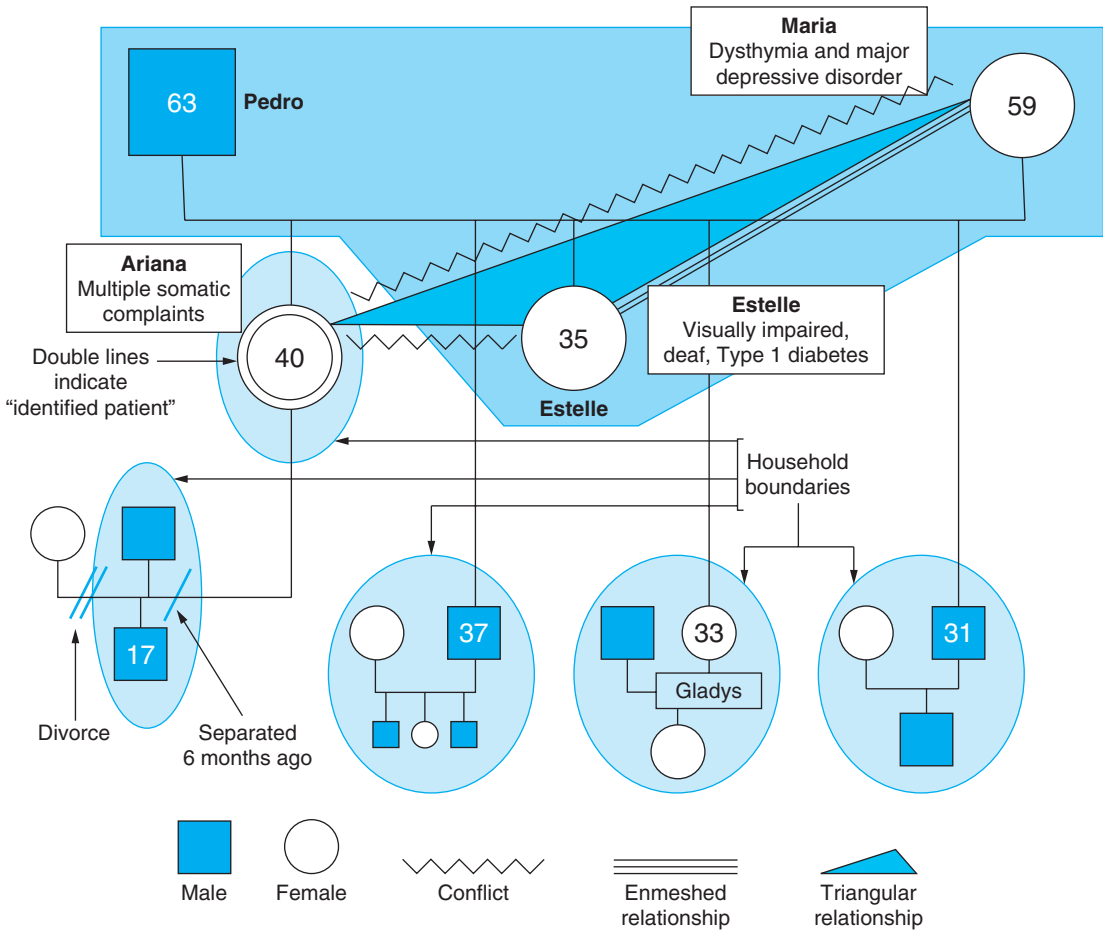 Maria
Dysthymia and major
depressive disorder
63
Pedro
59
Ariana
Multiple somatic
complaints
Estelle
Visually impaired,
deaf, Type 1 diabetes
40
35
Double lines
indicate
“identified patient”
Estelle
Household
boundaries
37
33
31
17
Gladys
Divorce
Separated
6 months ago
Male
Female
Conflict
Enmeshed
relationship
Triangular
relationship